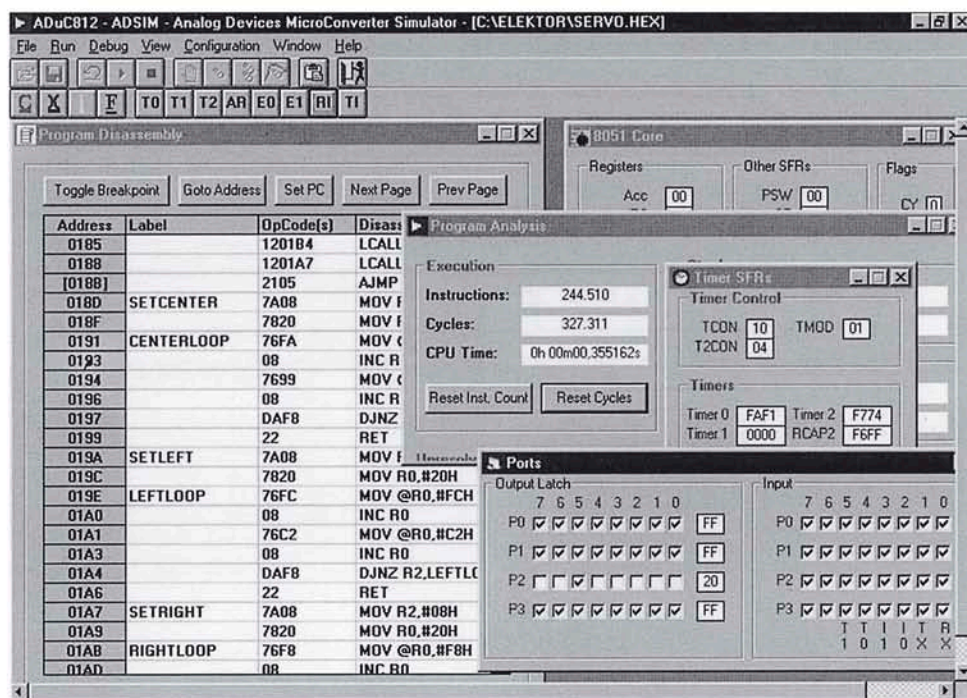 ADuC812 - ADSIM - Analog Devices MicroConverter Simulator - [C:\ELEKTOR\SERVO.HEX]
File Run Debug View Configuration Window Help
T0 T1 T2 AR E0 E1 RI TI
Program Disassembly
Toggle Breakpoint Goto Address Set PC Next Page Prev Page
Address Label OpCode(s)
0185 1201B4 LCALL
0188 1201A7 LCALL
[018B] 2105 AJMP
018D SETCENTER 7A08 MOV
018F 7820 MOV
0191 CENTERLOOP 76FA MOV
0193 08 INC R
0194 7699 MOV
0196 08 INC R
0197 DAF8 DJNZ
0199 22 RET
019A SETLEFT 7A08 MOV
019C 7820 MOV R0,#20H
019E LEFTLOOP 76FC MOV @R0,#FCH
01A0 08 INC R0
01A1 76C2 MOV @R0,#C2H
01A3 08 INC R0
01A4 DAF8 DJNZ R2,LEFTL
01A6 22 RET
01A7 SETRIGHT 7A08 MOV R2,#08H
01A9 7820 MOV R0,#20H
01AB RIGHTLOOP 76F8 MOV @R0,#F8H
01AD 08 INC R0
8051 Core
Registers
Acc 00
Other SFRs
PSW 00
Flags
CY 0
Program Analysis
Execution
Instructions: 244.510
Cycles: 327.311
CPU Time: 0h 00m00,355162s
Reset Inst. Count Reset Cycles
Timer SFRs
Timer Control
TCON 10 TMOD 01
T2CON 04
Timers
Timer 0 FAF1 Timer 2 F774
Timer 1 0000 RCAP2 F6FF
Ports
Output Latch
7 6 5 4 3 2 1 0
P0 FF
P1 FF
P2 20
P3 FF
Input
7 6 5 4 3 2 1 0
P0
P1
P2
P3
T T I I T R
1 0 1 0 X X